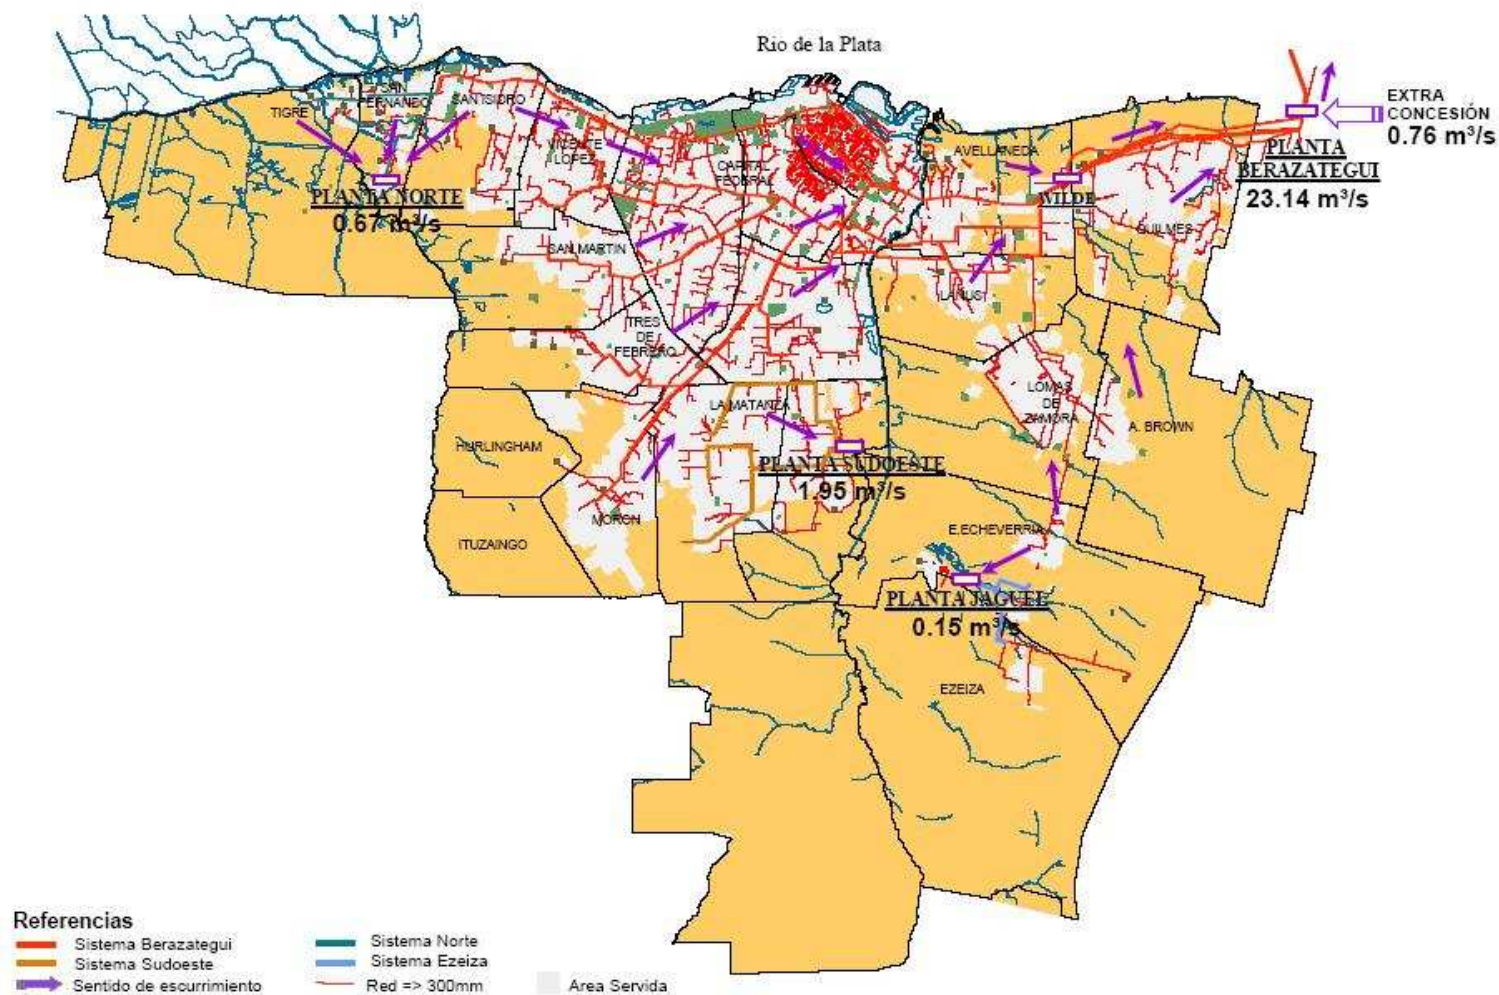 Rio de la Plata
EXTRA
CONCESIÓN
0.76 m³/s
SAN
FERNANDO
SAN ISIDRO
TIGRE
VICENTE
LOPEZ
CAPITAL
FEDERAL
AVELLANEDA
PLANTA
BERAZATEGUI
23.14 m³/s
PLANTA NORTE
0.67 m³/s
WILDE
QUILMES
SAN MARTIN
LANUS
TRES
DE
FEBRERO
LOMAS
DE
ZAMORA
LA MATANZA
A. BROWN
HURLINGHAM
PLANTA SUDOESTE
1.95 m³/s
MORON
E.ECHEVERRIA
ITUZAINGO
PLANTA JAGUEL
0.15 m³/s
EZEIZA
Referencias
Sistema Berazategui
Sistema Norte
Sistema Sudoeste
Sistema Ezeiza
Sentido de escurrimiento
Red => 300mm
Area Servida